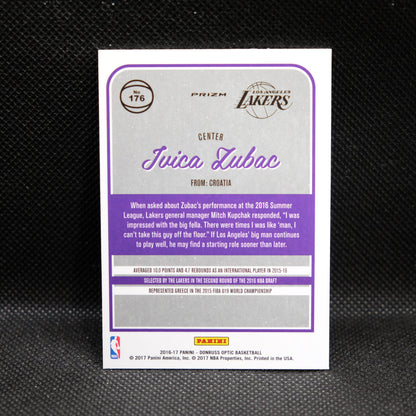 No
176
PRIZM
LOS ANGELES
LAKERS
CENTER
Ivica Zubac
FROM: CROATIA
When asked about Zubac's performance at the 2016 Summer
League, Lakers general manager Mitch Kupchak responded, "I was
impressed with the big fella. There were times I was like 'man, I
can't take this guy off the floor.'" If Los Angeles' big man continues
to play well, he may find a starting role sooner than later.
AVERAGED 10.0 POINTS AND 4.7 REBOUNDS AS AN INTERNATIONAL PLAYER IN 2015-16
SELECTED BY THE LAKERS IN THE SECOND ROUND OF THE 2016 NBA DRAFT
REPRESENTED GREECE IN THE 2015 FIBA U19 WORLD CHAMPIONSHIP
PANINI
2016-17 PANINI - DONRUSS OPTIC BASKETBALL
© 2017 Panini America, Inc. © 2017 NBA Properties, Inc. Printed in the USA.